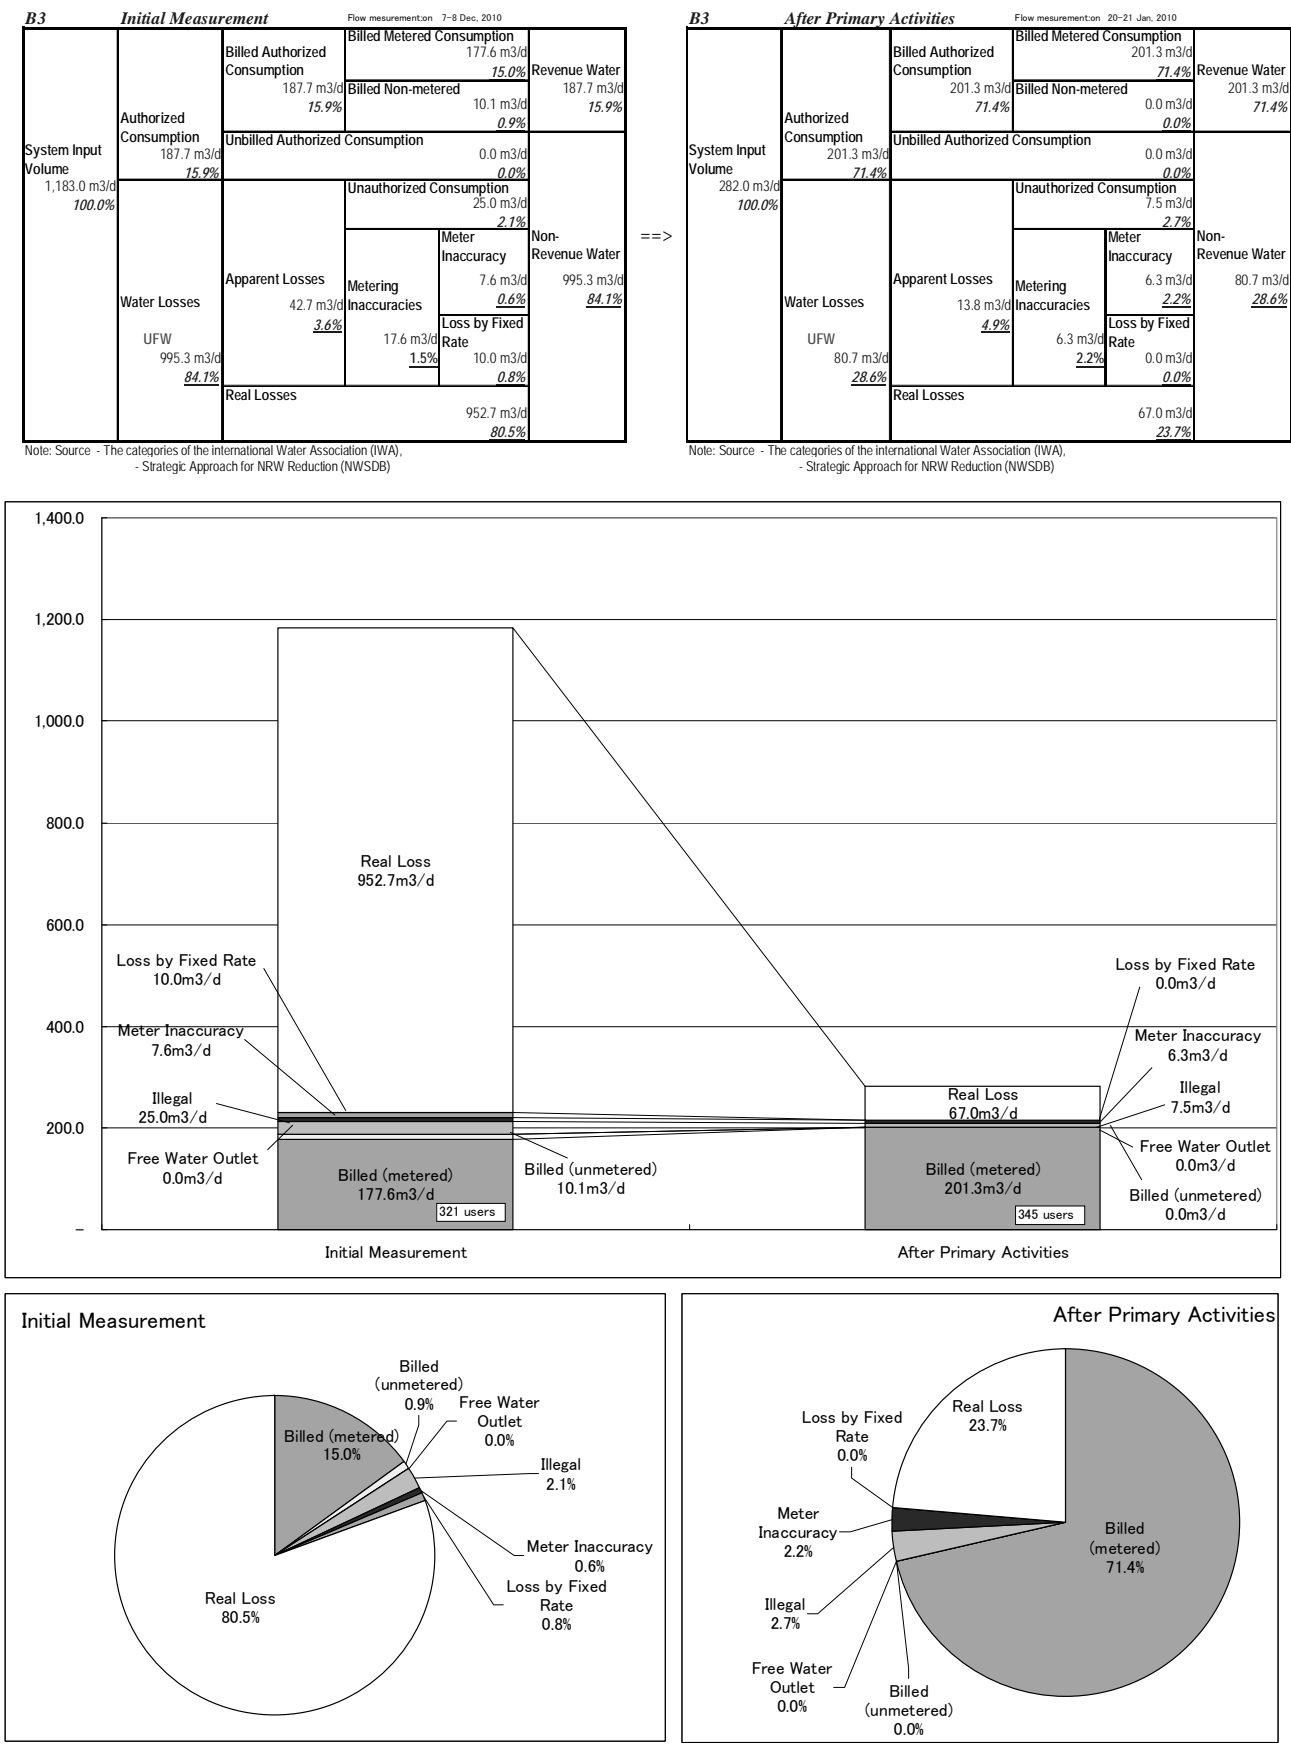 B3 Initial Measurement Flow mesurement:on 7-8 Dec, 2010
System Input
Volume
1,183.0 m3/d
100.0%
Authorized
Consumption
187.7 m3/d
15.9%
Billed Authorized
Consumption
187.7 m3/d
15.9%
Billed Metered Consumption
177.6 m3/d
15.0%
Billed Non-metered
10.1 m3/d
0.9%
Revenue Water
187.7 m3/d
15.9%
Unbilled Authorized Consumption
0.0 m3/d
0.0%
Water Losses
UFW
995.3 m3/d
84.1%
Apparent Losses
42.7 m3/d
3.6%
Unauthorized Consumption
25.0 m3/d
2.1%
Metering
Inaccuracies
17.6 m3/d
1.5%
Meter
Inaccuracy
7.6 m3/d
0.6%
Loss by Fixed
Rate
10.0 m3/d
0.8%
Non-
Revenue Water
995.3 m3/d
84.1%
Real Losses
952.7 m3/d
80.5%
Note: Source - The categories of the international Water Association (IWA),
- Strategic Approach for NRW Reduction (NWSDB)
==>
B3 After Primary Activities Flow mesurement:on 20-21 Jan, 2010
System Input
Volume
282.0 m3/d
100.0%
Authorized
Consumption
201.3 m3/d
71.4%
Billed Authorized
Consumption
201.3 m3/d
71.4%
Billed Metered Consumption
201.3 m3/d
71.4%
Billed Non-metered
0.0 m3/d
0.0%
Revenue Water
201.3 m3/d
71.4%
Unbilled Authorized Consumption
0.0 m3/d
0.0%
Water Losses
UFW
80.7 m3/d
28.6%
Apparent Losses
13.8 m3/d
4.9%
Unauthorized Consumption
7.5 m3/d
2.7%
Metering
Inaccuracies
6.3 m3/d
2.2%
Meter
Inaccuracy
6.3 m3/d
2.2%
Loss by Fixed
Rate
0.0 m3/d
0.0%
Non-
Revenue Water
80.7 m3/d
28.6%
Real Losses
67.0 m3/d
23.7%
Note: Source - The categories of the international Water Association (IWA),
- Strategic Approach for NRW Reduction (NWSDB)
1,400.0
1,200.0
1,000.0
800.0
600.0
400.0
200.0
–
Real Loss
952.7m3/d
Loss by Fixed Rate
10.0m3/d
Meter Inaccuracy
7.6m3/d
Illegal
25.0m3/d
Free Water Outlet
0.0m3/d
Billed (metered)
177.6m3/d
321 users
Billed (unmetered)
10.1m3/d
Loss by Fixed Rate
0.0m3/d
Meter Inaccuracy
6.3m3/d
Real Loss
67.0m3/d
Illegal
7.5m3/d
Free Water Outlet
0.0m3/d
Billed (metered)
201.3m3/d
345 users
Billed (unmetered)
0.0m3/d
Initial Measurement
After Primary Activities
Initial Measurement
Billed
(unmetered)
0.9%
Free Water
Outlet
0.0%
Billed (metered)
15.0%
Illegal
2.1%
Meter Inaccuracy
0.6%
Loss by Fixed
Rate
0.8%
Real Loss
80.5%
After Primary Activities
Real Loss
23.7%
Loss by Fixed
Rate
0.0%
Meter
Inaccuracy
2.2%
Billed
(metered)
71.4%
Illegal
2.7%
Free Water
Outlet
0.0%
Billed
(unmetered)
0.0%